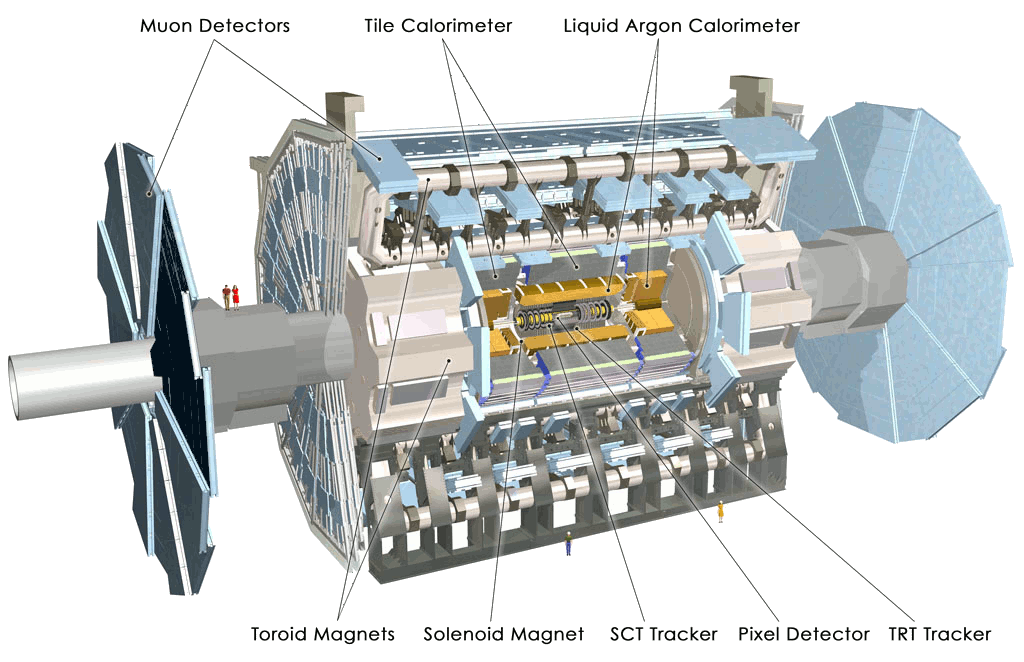 Muon Detectors
Tile Calorimeter
Liquid Argon Calorimeter
Toroid Magnets
Solenoid Magnet
SCT Tracker
Pixel Detector
TRT Tracker